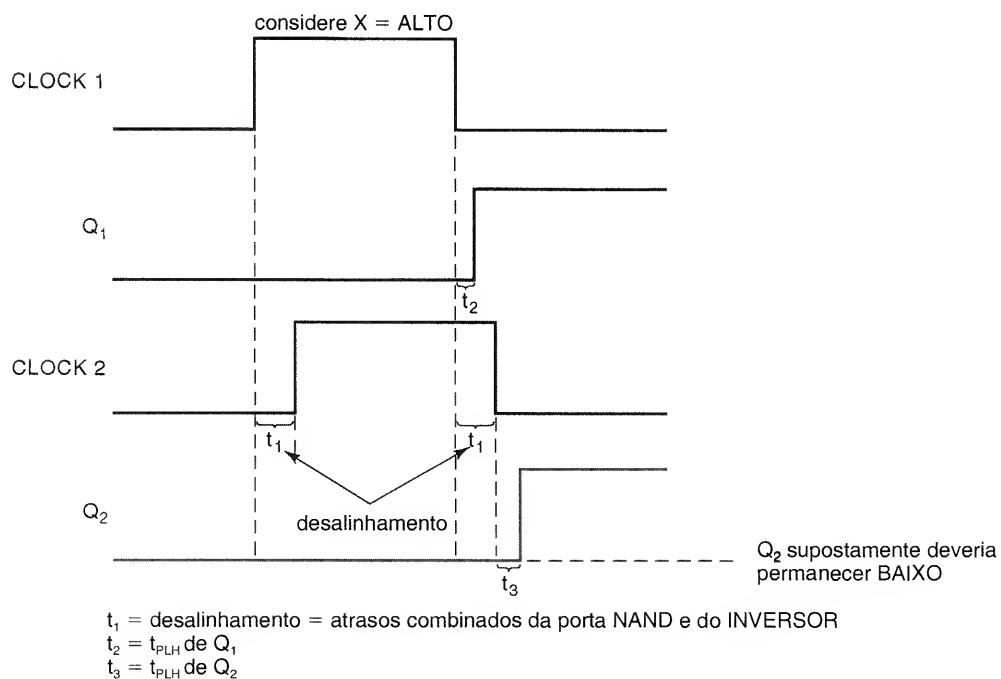 considere X = ALTO
CLOCK 1
Q₁
t₂
CLOCK 2
t₁
t₁
Q₂
desalinhamento
t₃
Q₂ supostamente deveria
permanecer BAIXO
t₁ = desalinhamento = atrasos combinados da porta NAND e do INVERSOR
t₂ = tPLH de Q₁
t₃ = tPLH de Q₂